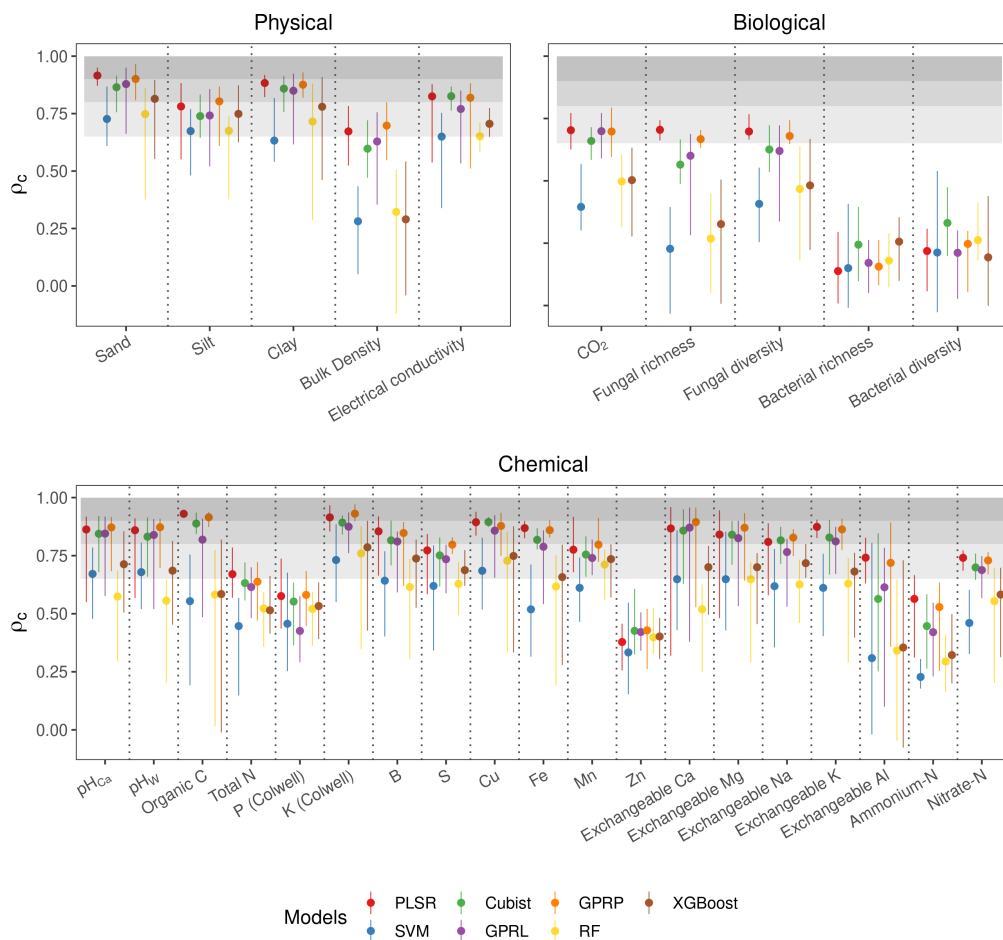 Physical
Biological
1.00
0.75
0.50
0.25
0.00
ρc
Sand
Silt
Clay
Bulk Density
Electrical conductivity
CO2
Fungal richness
Fungal diversity
Bacterial richness
Bacterial diversity
Chemical
1.00
0.75
0.50
0.25
0.00
ρc
pHCa
pHW
Organic C
Total N
P (Colwell)
K (Colwell)
B
S
Cu
Fe
Mn
Zn
Exchangeable Ca
Exchangeable Mg
Exchangeable Na
Exchangeable K
Exchangeable Al
Ammonium-N
Nitrate-N
Models
PLSR Cubist GPRP XGBoost
SVM GPRL RF